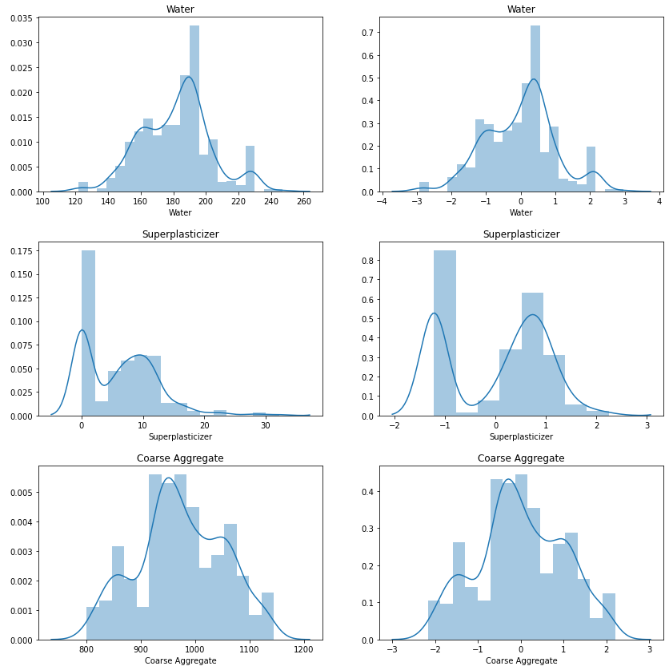 Water
0.035
0.030
0.025
0.020
0.015
0.010
0.005
0.000
100 120 140 160 180 200 220 240 260
Water
Water
0.7
0.6
0.5
0.4
0.3
0.2
0.1
0.0
−4 −3 −2 −1 0 1 2 3 4
Water
Superplasticizer
0.175
0.150
0.125
0.100
0.075
0.050
0.025
0.000
0 10 20 30
Superplasticizer
Superplasticizer
0.8
0.7
0.6
0.5
0.4
0.3
0.2
0.1
0.0
−2 −1 0 1 2 3
Superplasticizer
Coarse Aggregate
0.005
0.004
0.003
0.002
0.001
0.000
800 900 1000 1100 1200
Coarse Aggregate
Coarse Aggregate
0.4
0.3
0.2
0.1
0.0
−3 −2 −1 0 1 2 3
Coarse Aggregate